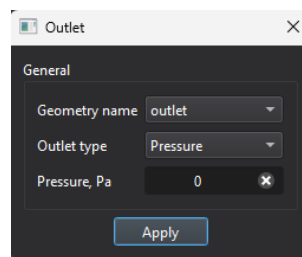 Outlet
General
Geometry name outlet
Outlet type Pressure
Pressure, Pa 0
Apply